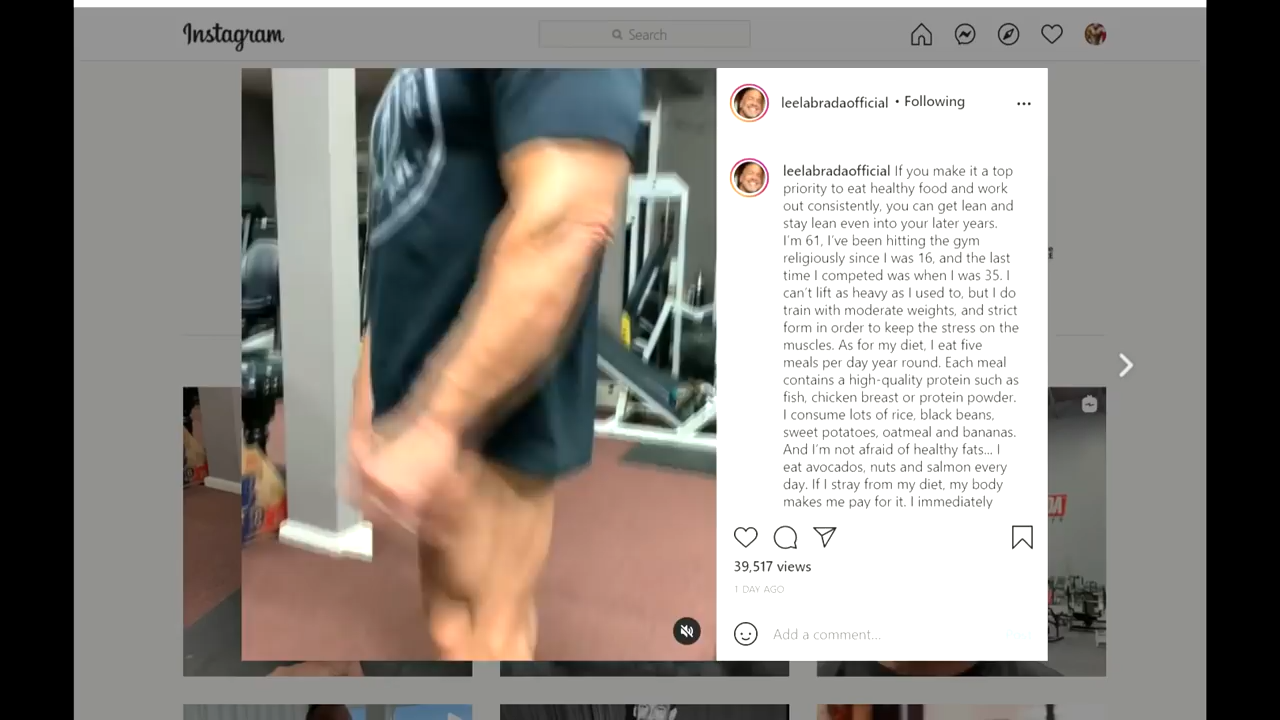 Instagram
Search
leelabradaofficial • Following
leelabradaofficial If you make it a top
priority to eat healthy food and work
out consistently, you can get lean and
stay lean even into your later years.
I'm 61, I've been hitting the gym
religiously since I was 16, and the last
time I competed was when I was 35. I
can't lift as heavy as I used to, but I do
train with moderate weights, and strict
form in order to keep the stress on the
muscles. As for my diet, I eat five
meals per day year round. Each meal
contains a high-quality protein such as
fish, chicken breast or protein powder.
I consume lots of rice, black beans,
sweet potatoes, oatmeal and bananas.
And I'm not afraid of healthy fats... I
eat avocados, nuts and salmon every
day. If I stray from my diet, my body
makes me pay for it. I immediately
39,517 views
1 DAY AGO
Add a comment...